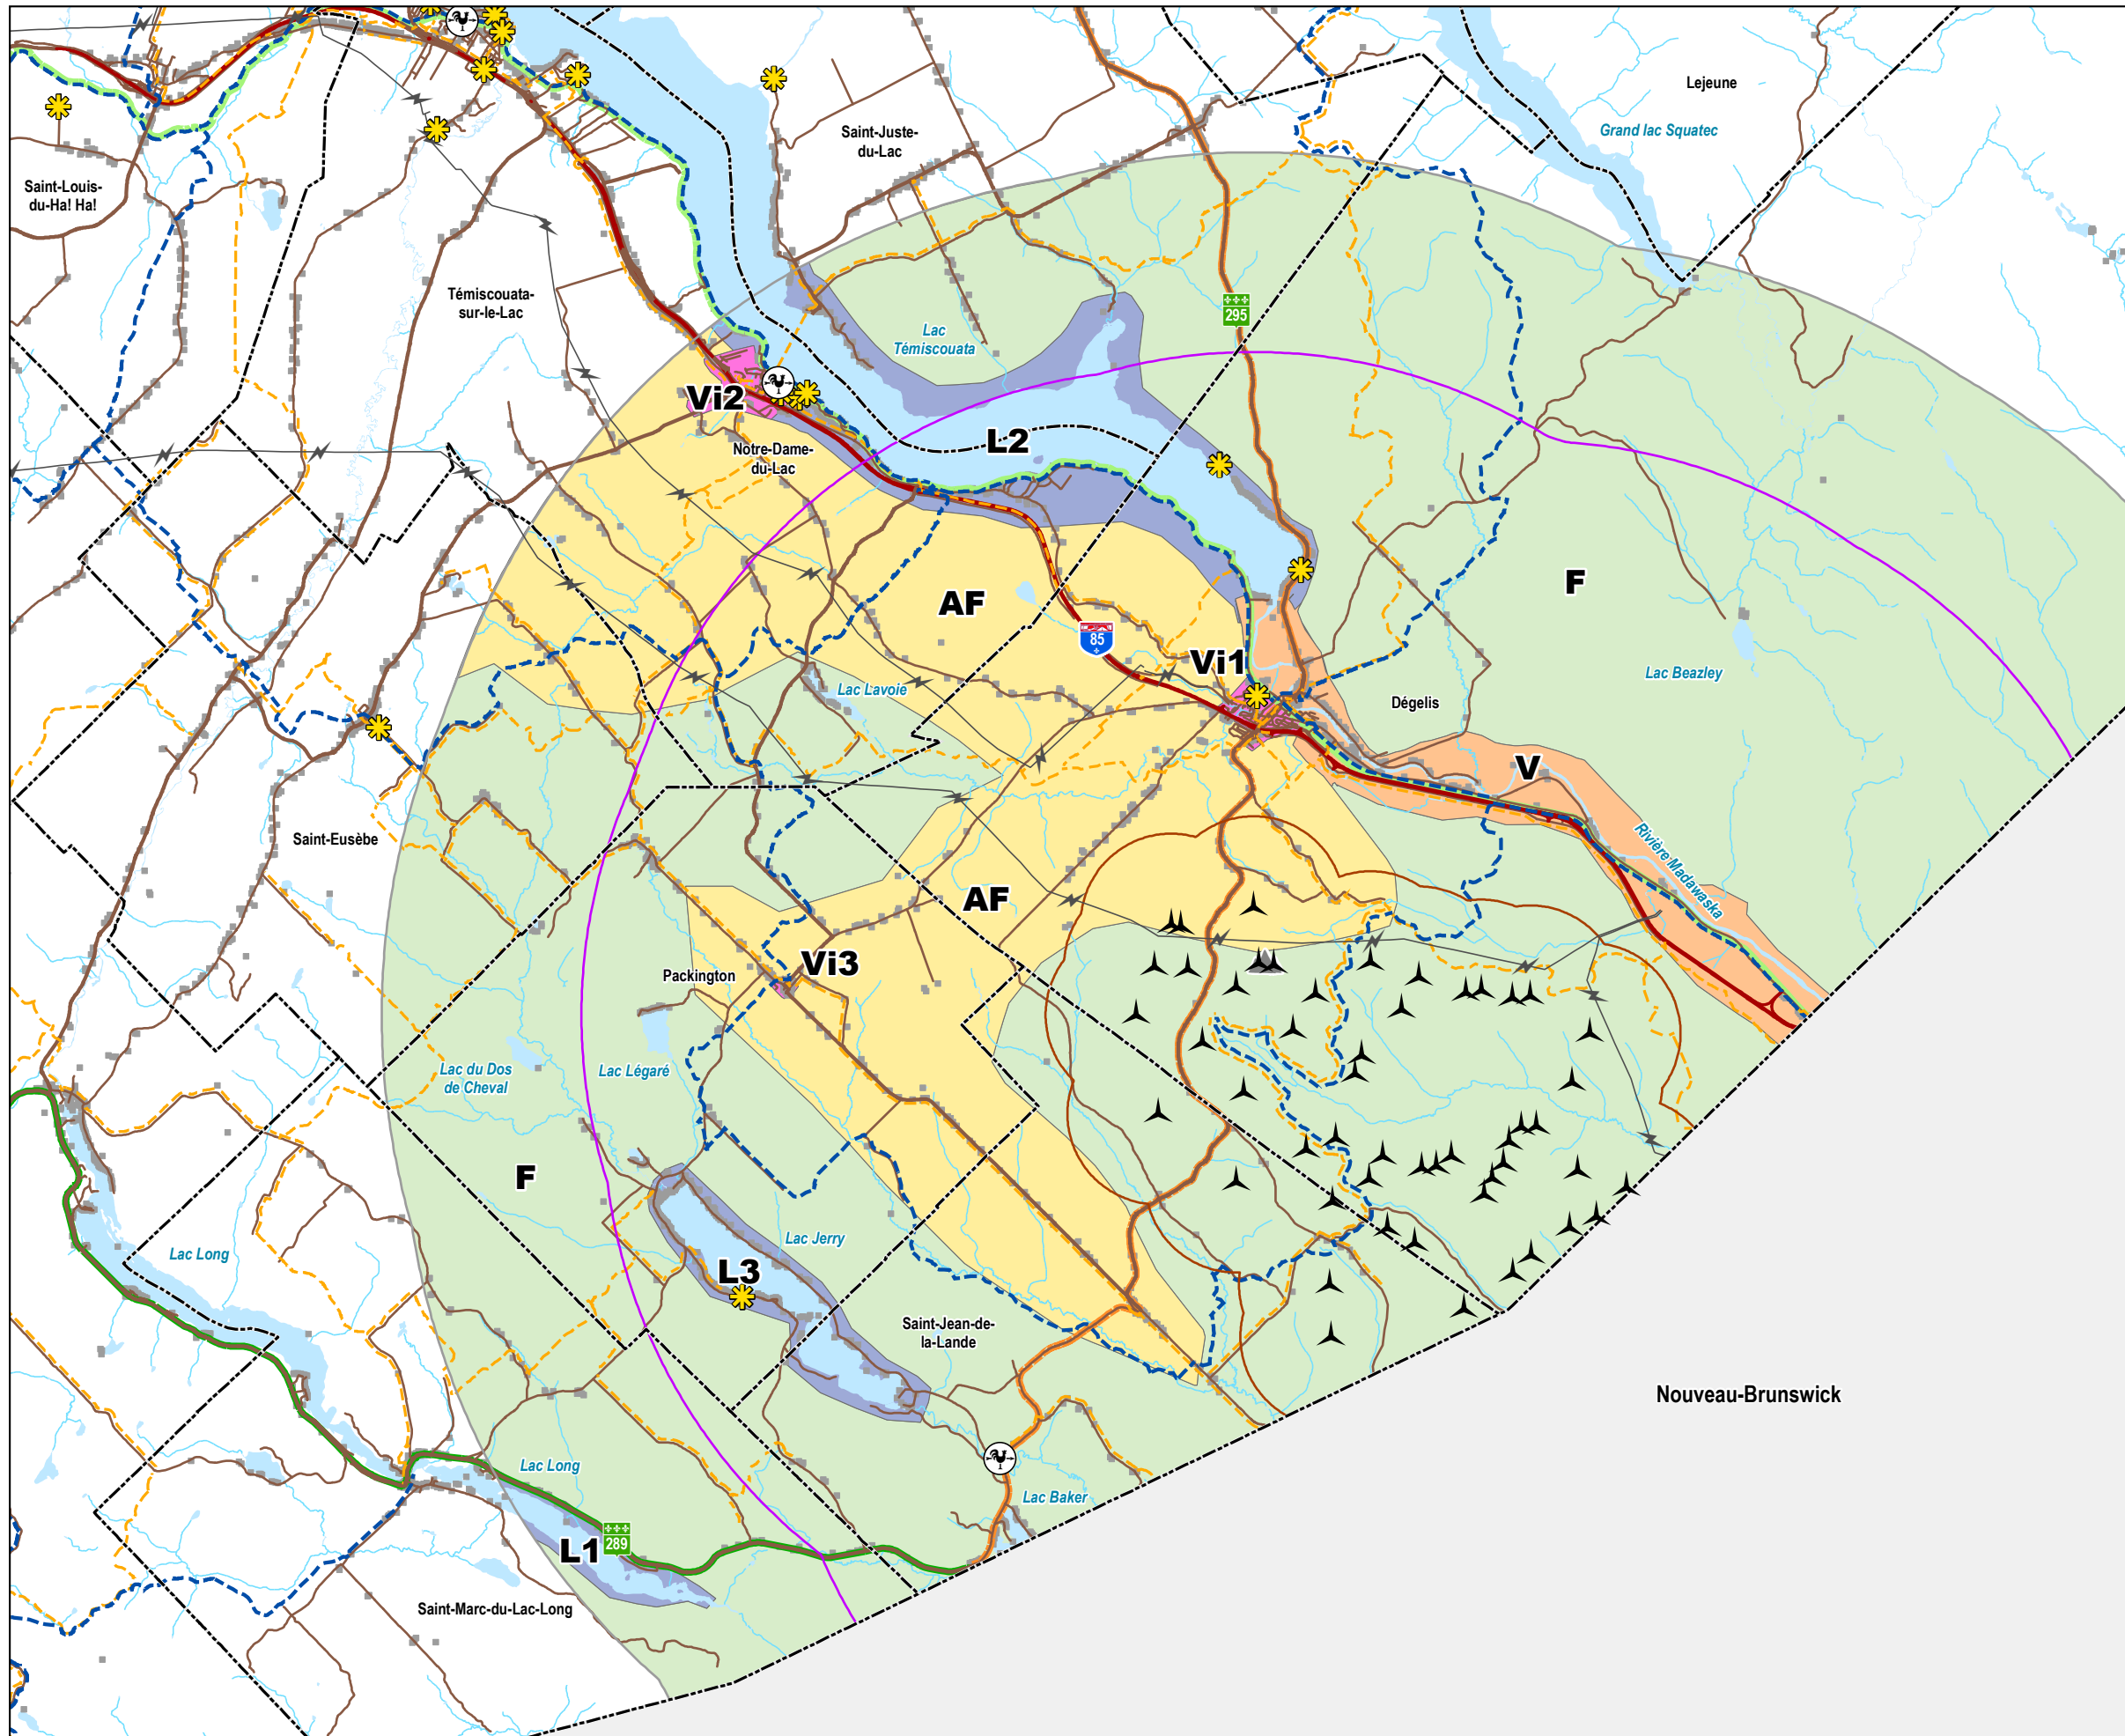 Lejeune
Grand lac Squatec
Saint-Juste-
du-Lac
Saint-Louis-
du-Ha! Ha!
Témiscouata-
sur-le-Lac
295
Lac
Témiscouata
Vi2
L2
Notre-Dame-
du-Lac
F
AF
85
Vi1
Lac Beazley
Lac Lavoie
Dégelis
V
Saint-Eusèbe
Rivière Madawaska
AF
Vi3
Packington
Lac du Dos
de Cheval
Lac Légaré
F
Lac Long
Lac Jerry
L3
Saint-Jean-de-
la-Lande
Nouveau-Brunswick
Lac Long
Lac Baker
289
L1
Saint-Marc-du-Lac-Long